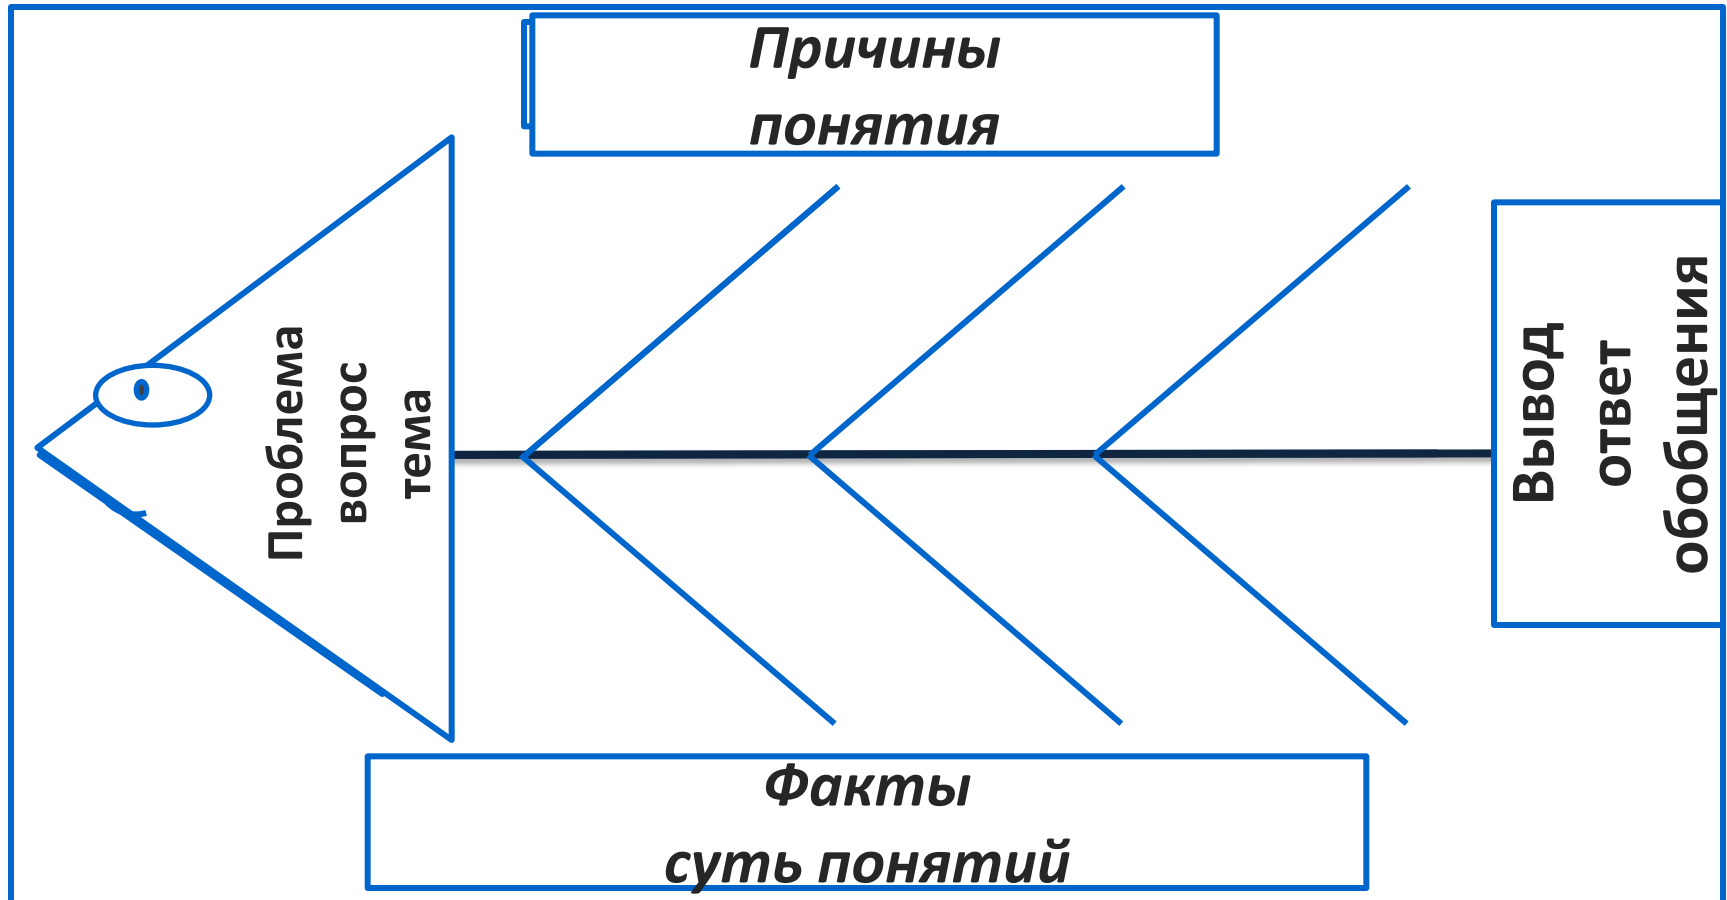 Причины
понятия
Проблема
вопрос
тема
Вывод
ответ
обобщения
Факты
суть понятий